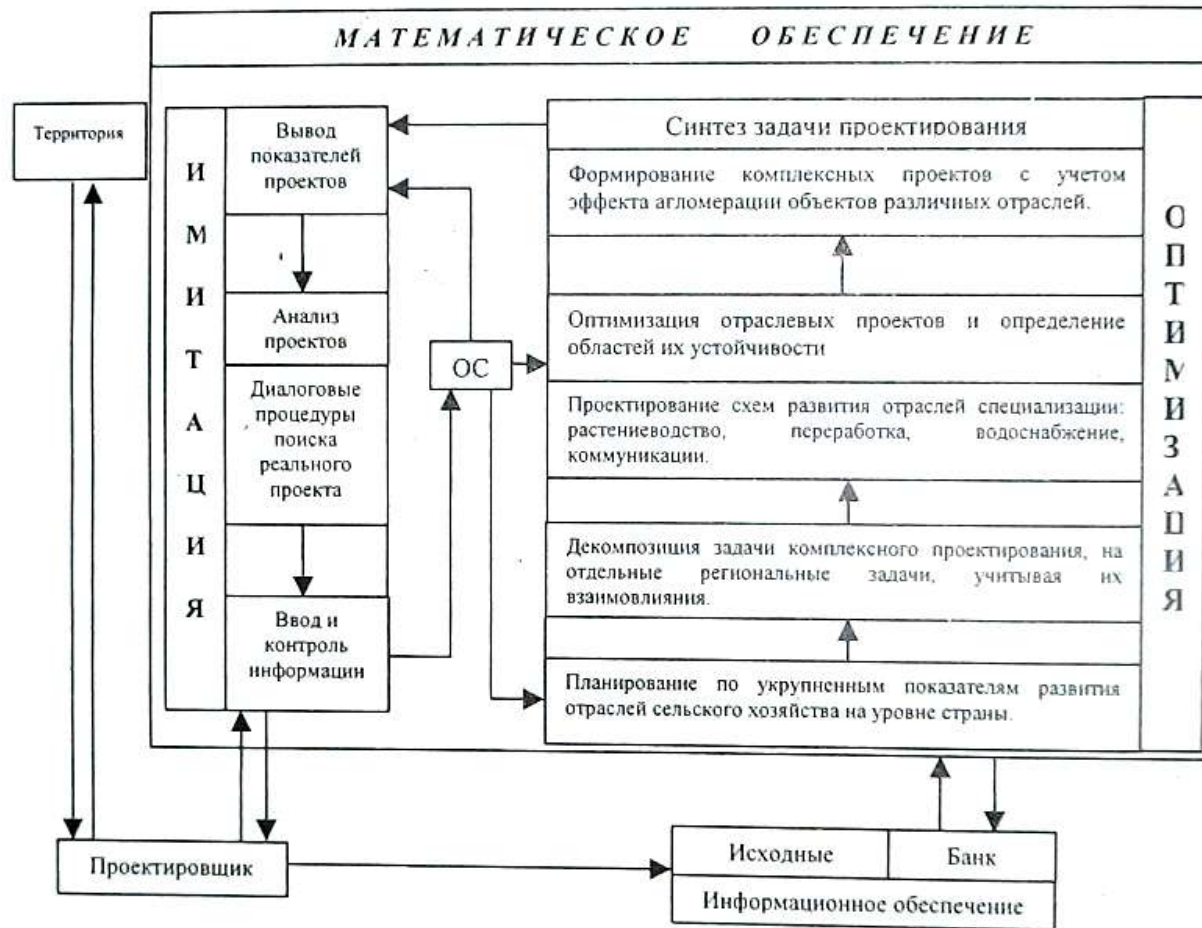 МАТЕМАТИЧЕСКОЕ ОБЕСПЕЧЕНИЕ
Территория
ИМИТАЦИЯ
Вывод
показателей
проектов
Анализ
проектов
Диалоговые
процедуры
поиска
реального
проекта
Ввод и
контроль
информации
ОС
Синтез задачи проектирования
Формирование комплексных проектов с учетом
эффекта агломерации объектов различных отраслей.
Оптимизация отраслевых проектов и определение
областей их устойчивости
Проектирование схем развития отраслей специализации:
растениеводство, переработка, водоснабжение,
коммуникации.
Декомпозиция задачи комплексного проектирования, на
отдельные региональные задачи, учитывая их
взаимовлияния.
Планирование по укрупненным показателям развития
отраслей сельского хозяйства на уровне страны.
ОПТИМИЗАЦИЯ
Проектировщик
Исходные
Банк
Информационное обеспечение